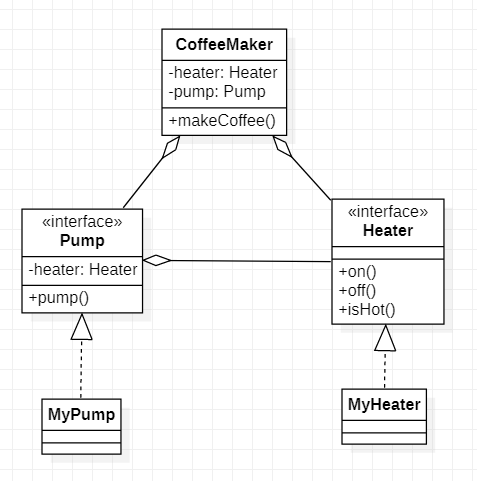 CoffeeMaker
-heater: Heater
-pump: Pump
+makeCoffee()
«interface»
Pump
-heater: Heater
+pump()
«interface»
Heater
+on()
+off()
+isHot()
MyPump
MyHeater